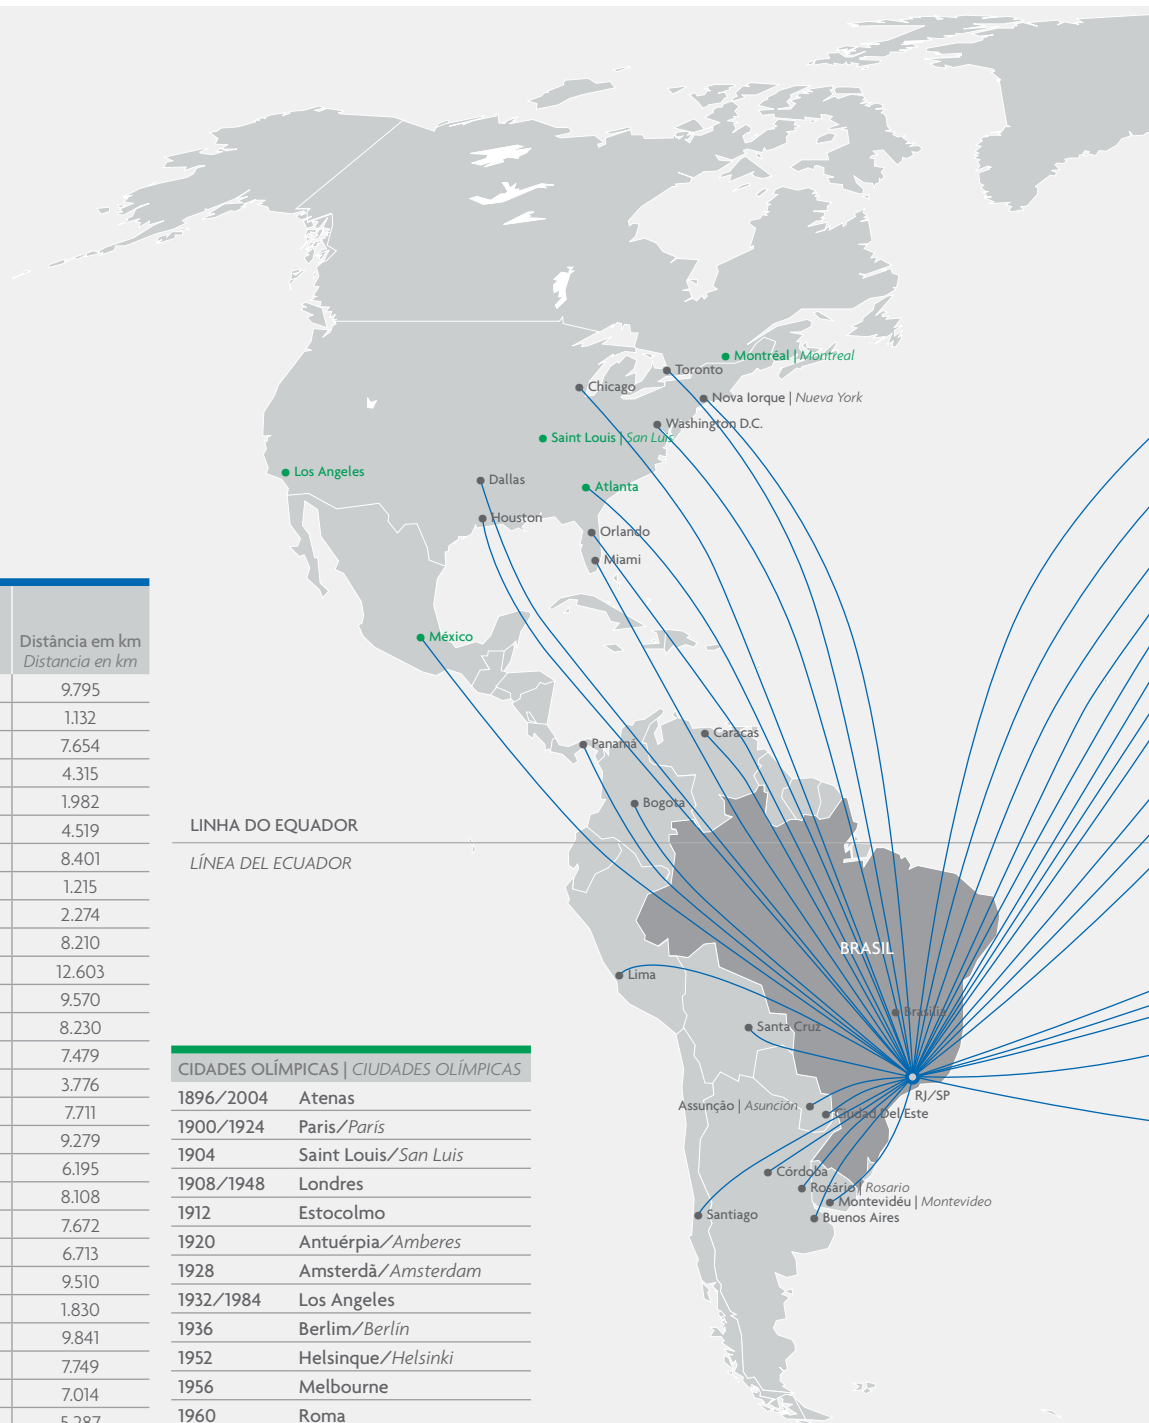 Montréal | Montreal
Toronto
Chicago
Nova Iorque | Nueva York
Washington D.C.
Saint Louis | San Luis
Los Angeles
Dallas
Atlanta
Houston
Orlando
Miami
México
Panamá
Caracas
Bogota
LINHA DO EQUADOR
LÍNEA DEL ECUADOR
BRASIL
Lima
Brasília
Santa Cruz
RJ/SP
Assunção | Asunción
Ciudad Del Este
Córdoba
Rosário | Rosario
Montevidéu | Montevideo
Santiago
Buenos Aires
Distância em km
Distancia en km
9.795
1.132
7.654
4.315
1.982
4.519
8.401
1.215
2.274
8.210
12.603
9.570
8.230
7.479
3.776
7.711
9.279
6.195
8.108
7.672
6.713
9.510
1.830
9.841
7.749
7.014
5.287
CIDADES OLÍMPICAS | CIUDADES OLÍMPICAS
1896/2004 Atenas
1900/1924 Paris/París
1904 Saint Louis/San Luis
1908/1948 Londres
1912 Estocolmo
1920 Antuérpia/Amberes
1928 Amsterdã/Amsterdam
1932/1984 Los Angeles
1936 Berlim/Berlín
1952 Helsinque/Helsinki
1956 Melbourne
1960 Roma